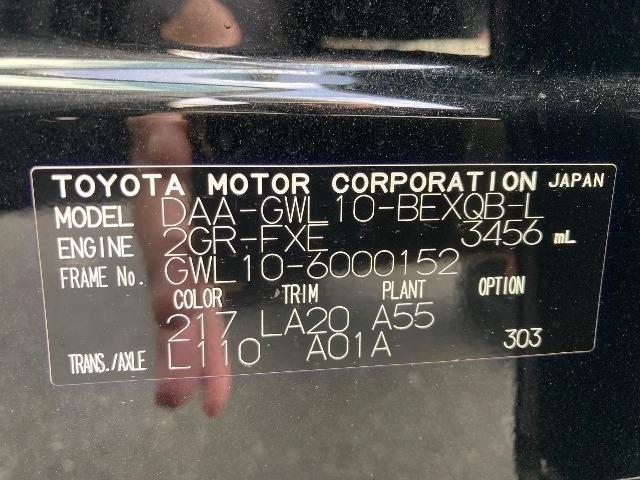 TOYOTA MOTOR CORPORATION JAPAN
MODEL DAA-GWL10-BEXQB-L
ENGINE 2GR-FXE 3456 mL
FRAME No. GWL10-6000152
COLOR TRIM PLANT OPTION
217 LA20 A55
TRANS./AXLE L110 A01A 303